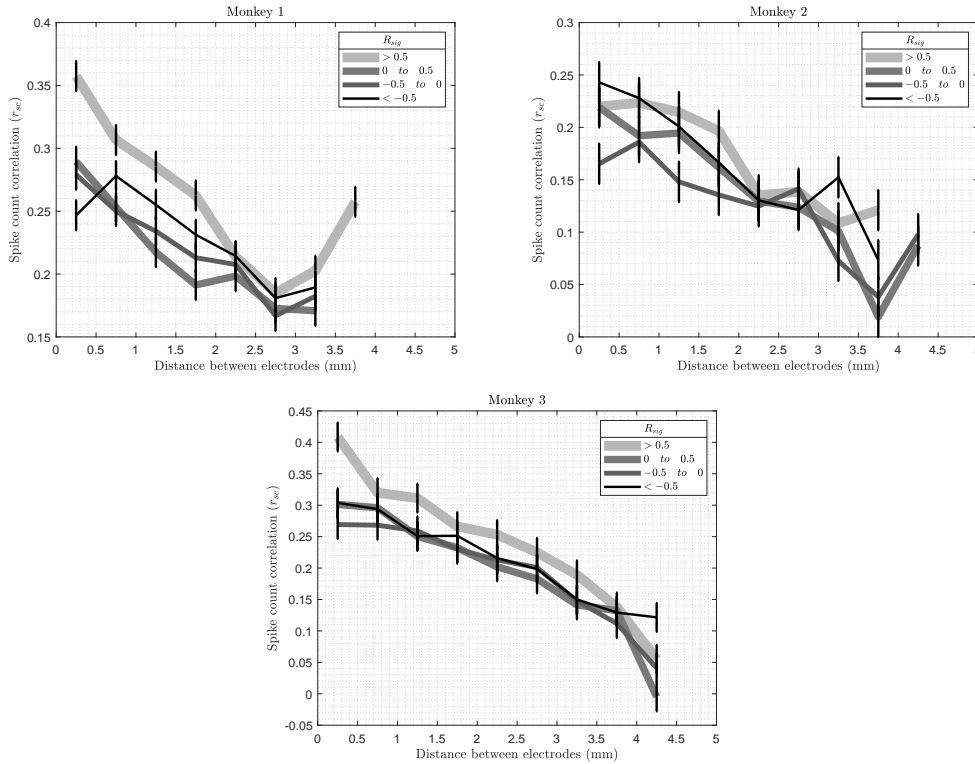 Monkey 1
R_sig
> 0.5
0 to 0.5
−0.5 to 0
< −0.5
0.4
0.35
0.3
0.25
0.2
0.15
Spike count correlation (r_sc)
0 0.5 1 1.5 2 2.5 3 3.5 4 4.5 5
Distance between electrodes (mm)
Monkey 2
R_sig
> 0.5
0 to 0.5
−0.5 to 0
< −0.5
0.3
0.25
0.2
0.15
0.1
0.05
0
Spike count correlation (r_sc)
0 0.5 1 1.5 2 2.5 3 3.5 4 4.5
Distance between electrodes (mm)
Monkey 3
R_sig
> 0.5
0 to 0.5
−0.5 to 0
< −0.5
0.45
0.4
0.35
0.3
0.25
0.2
0.15
0.1
0.05
0
-0.05
Spike count correlation (r_sc)
0 0.5 1 1.5 2 2.5 3 3.5 4 4.5 5
Distance between electrodes (mm)